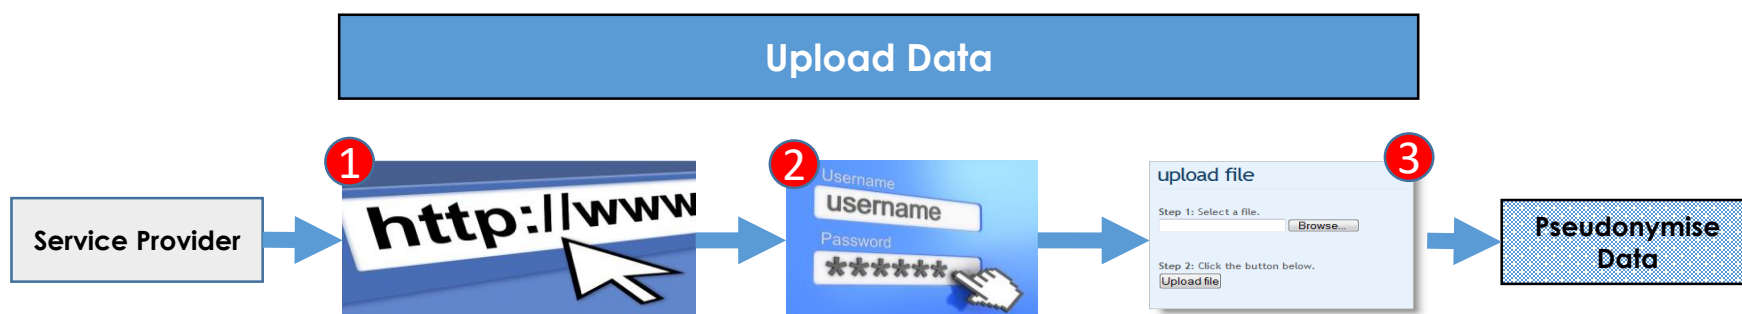 Upload Data
1
2
3
Service Provider
http://www
Username
username
Password
******
upload file
Step 1: Select a file.
Browse...
Step 2: Click the button below.
Upload file
Pseudonymise
Data